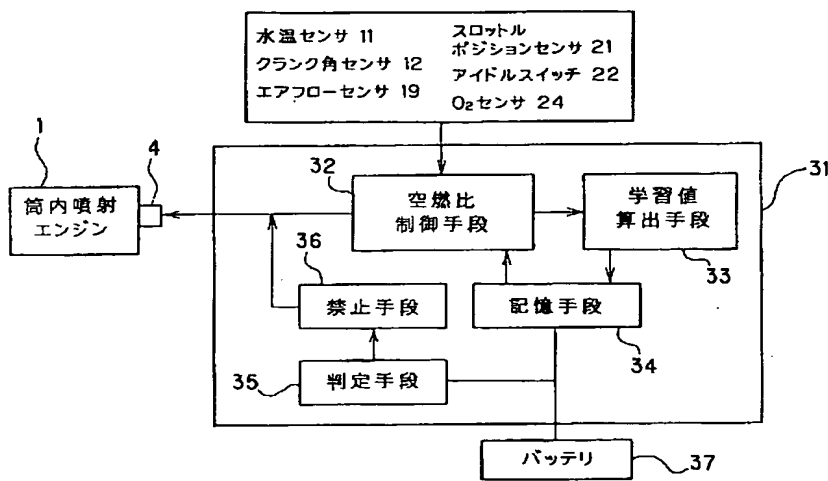 水温センサ 11
クランク角センサ 12
エアフローセンサ 19
スロットル
ポジションセンサ 21
アイドルスイッチ 22
O₂センサ 24
1
4
筒内噴射
エンジン
32
空燃比
制御手段
学習値
算出手段
31
33
36
禁止手段
記憶手段
34
35
判定手段
バッテリ
37